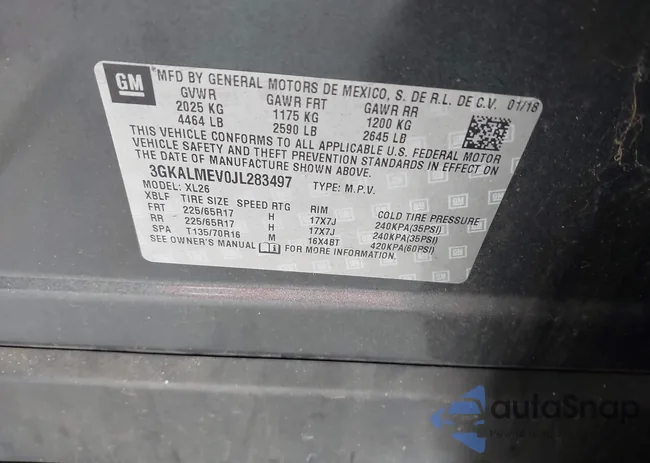 GM
MFD BY GENERAL MOTORS DE MEXICO, S. DE R.L. DE C.V. 01/18
GVWR GAWR FRT GAWR RR
2025 KG 1175 KG 1200 KG
4464 LB 2590 LB 2645 LB
THIS VEHICLE CONFORMS TO ALL APPLICABLE U.S. FEDERAL MOTOR
VEHICLE SAFETY AND THEFT PREVENTION STANDARDS IN EFFECT
ON THE DATE OF MANUFACTURE SHOWN ABOVE.
3GKALMEV0JL283497 TYPE: M.P.V.
MODEL: XL26
XBLF TIRE SIZE SPEED RTG RIM COLD TIRE PRESSURE
FRT 225/65R17 H 17X7J 240KPA(35PSI)
RR 225/65R17 H 17X7J 240KPA(35PSI)
SPA T135/70R16 M 16X4BT 420KPA(60PSI)
SEE OWNER'S MANUAL FOR MORE INFORMATION.
autoSnap